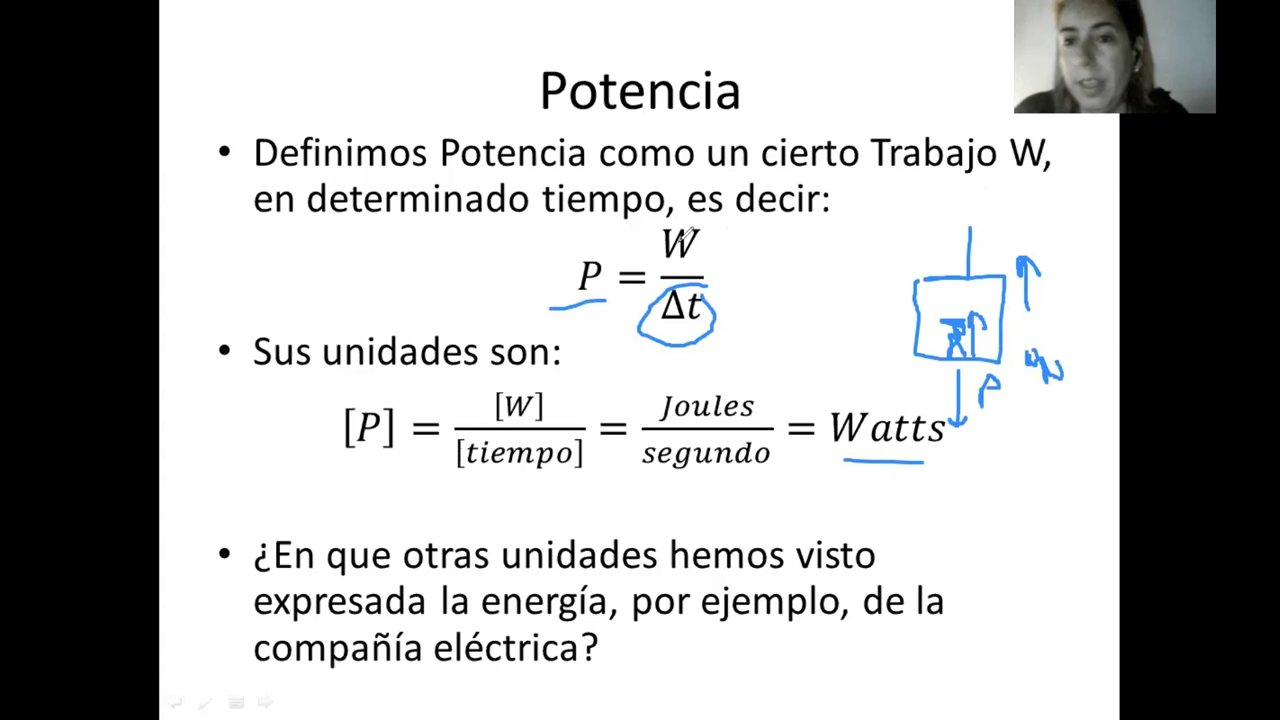 Potencia
• Definimos Potencia como un cierto Trabajo W,
en determinado tiempo, es decir:
P = W / Δt
• Sus unidades son:
[P] = [W] / [tiempo] = Joules / segundo = Watts
P
• ¿En que otras unidades hemos visto
expresada la energía, por ejemplo, de la
compañía eléctrica?